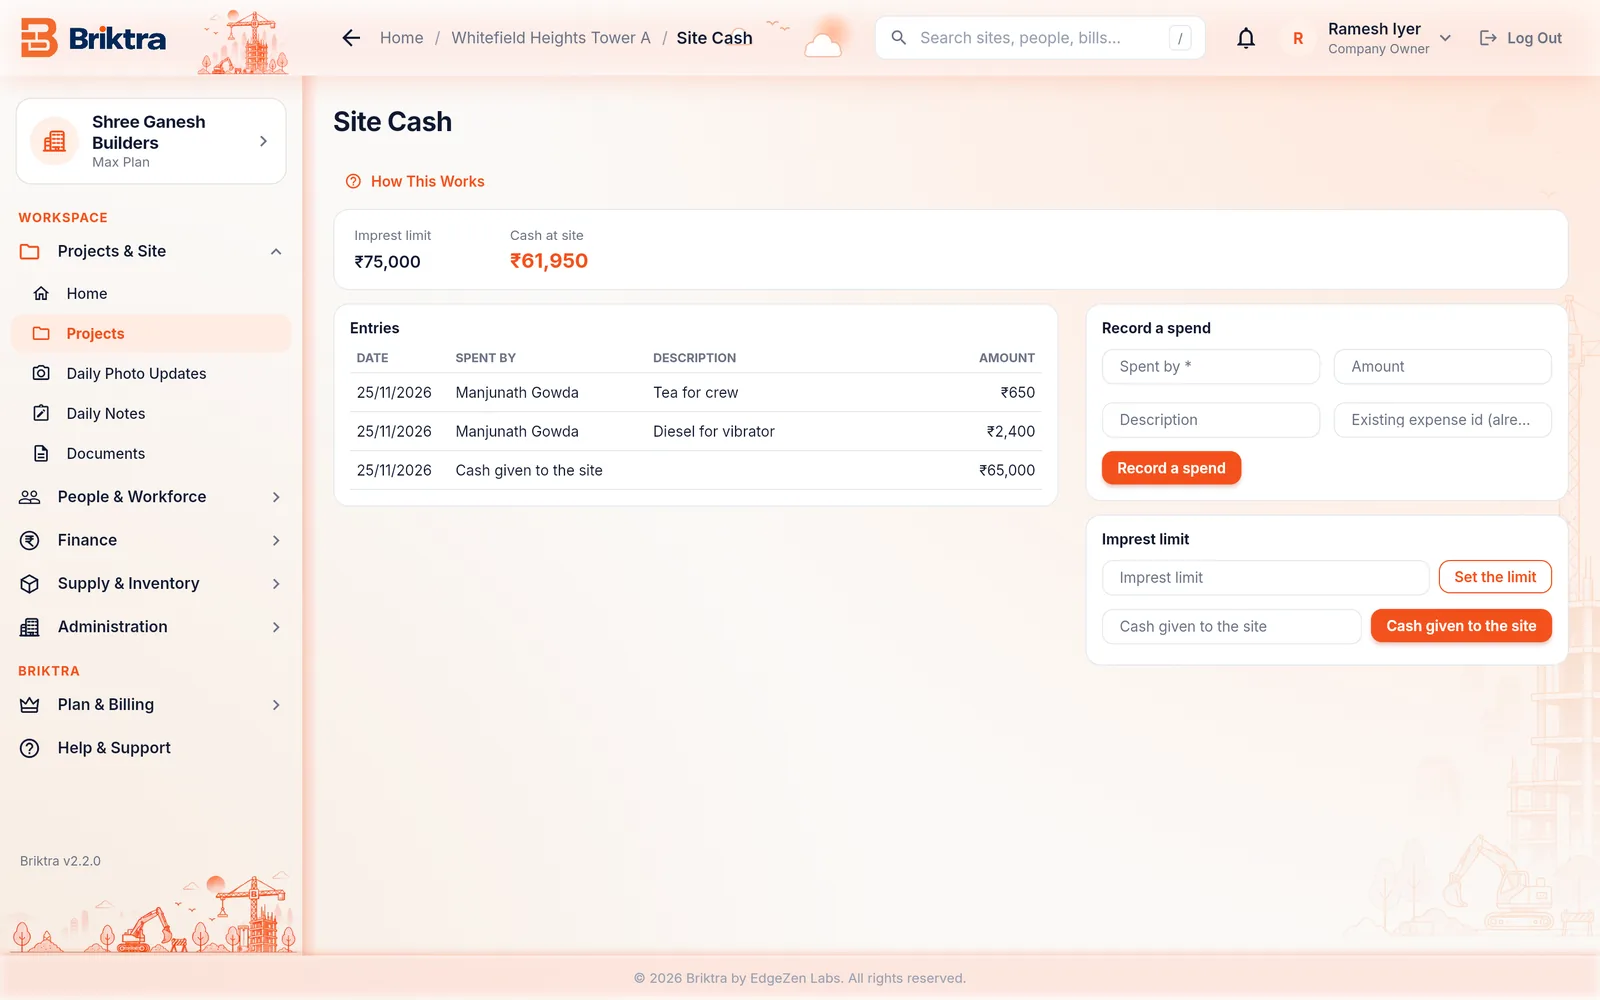 Briktra
Home / Whitefield Heights Tower A / Site Cash
Search sites, people, bills... /
R
Ramesh Iyer
Company Owner
Log Out
Shree Ganesh
Builders
Max Plan
WORKSPACE
Projects & Site
Home
Projects
Daily Photo Updates
Daily Notes
Documents
People & Workforce
Finance
Supply & Inventory
Administration
BRIKTRA
Plan & Billing
Help & Support
Briktra v2.2.0
Site Cash
How This Works
Imprest limit Cash at site
₹75,000 ₹61,950
Entries
DATE SPENT BY DESCRIPTION AMOUNT
25/11/2026 Manjunath Gowda Tea for crew ₹650
25/11/2026 Manjunath Gowda Diesel for vibrator ₹2,400
25/11/2026 Cash given to the site ₹65,000
Record a spend
Spent by * Amount
Description Existing expense id (alre...
Record a spend
Imprest limit
Imprest limit Set the limit
Cash given to the site Cash given to the site
© 2026 Briktra by EdgeZen Labs. All rights reserved.